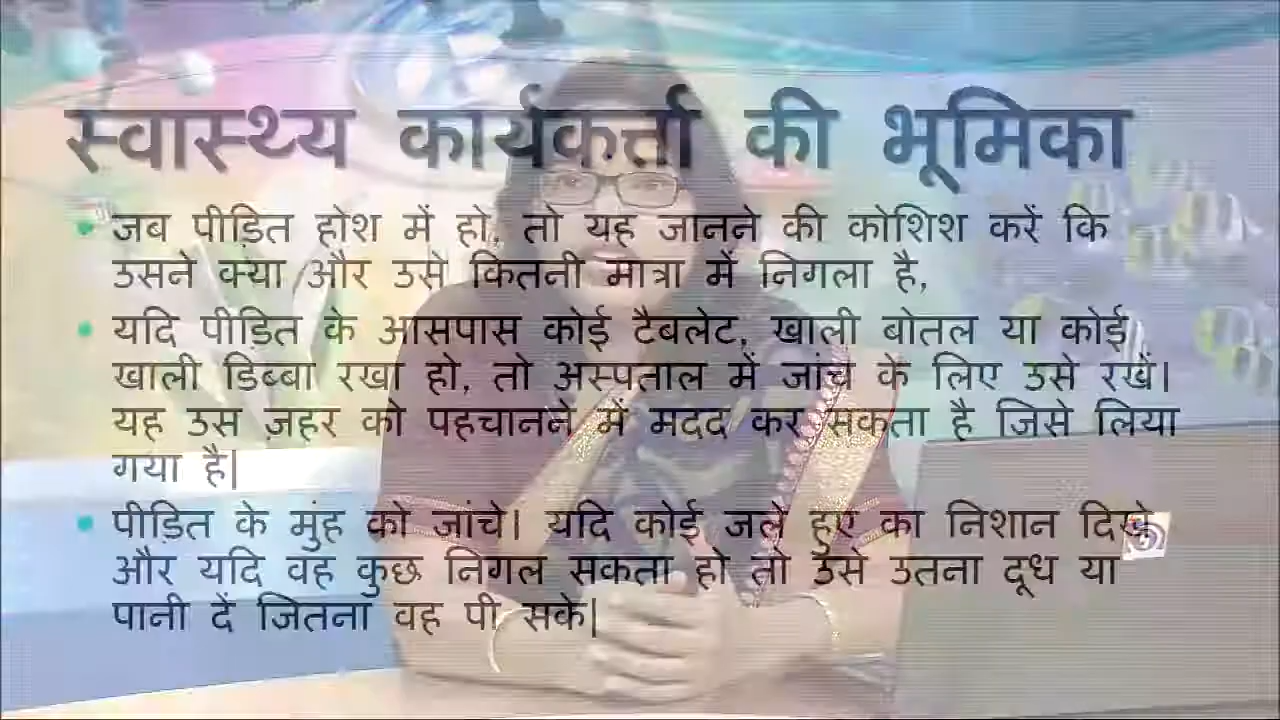 स्वास्थ्य कार्यकर्त्ता की भूमिका
जब पीड़ित होश में हो, तो यह जानने की कोशिश करें कि
उसने क्या और उसे कितनी मात्रा में निगला है,
यदि पीड़ित के आसपास कोई टैबलेट, खाली बोतल या कोई
खाली डिब्बा रखा हो, तो अस्पताल में जांच के लिए उसे रखें।
यह उस ज़हर को पहचानने में मदद कर सकता है जिसे लिया
गया है|
पीड़ित के मुंह को जांचे। यदि कोई जले हुए का निशान दिखे
और यदि वह कुछ निगल सकता हो तो उसे उतना दूध या
पानी दें जितना वह पी सके|